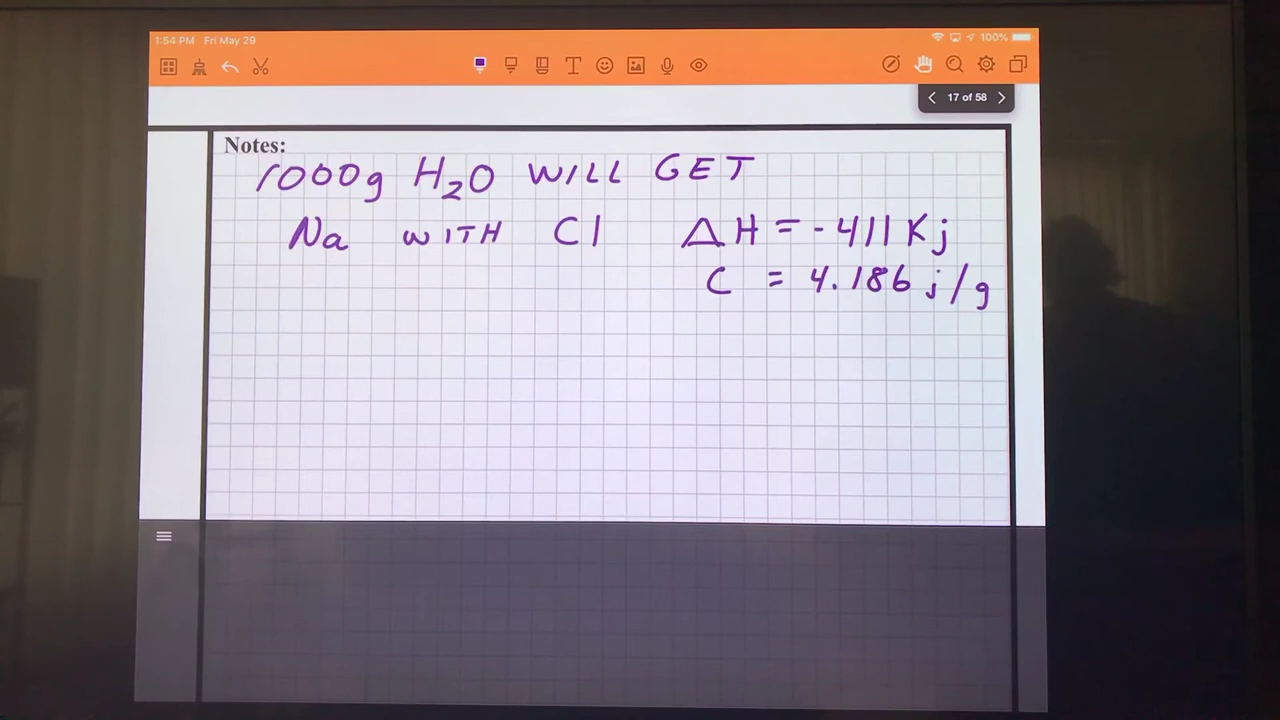 1:54 PM Fri May 29
100%
17 of 58
Notes:
1000g H₂O WILL GET
Na WITH Cl ΔH = -411 Kj
C = 4.186 j/g